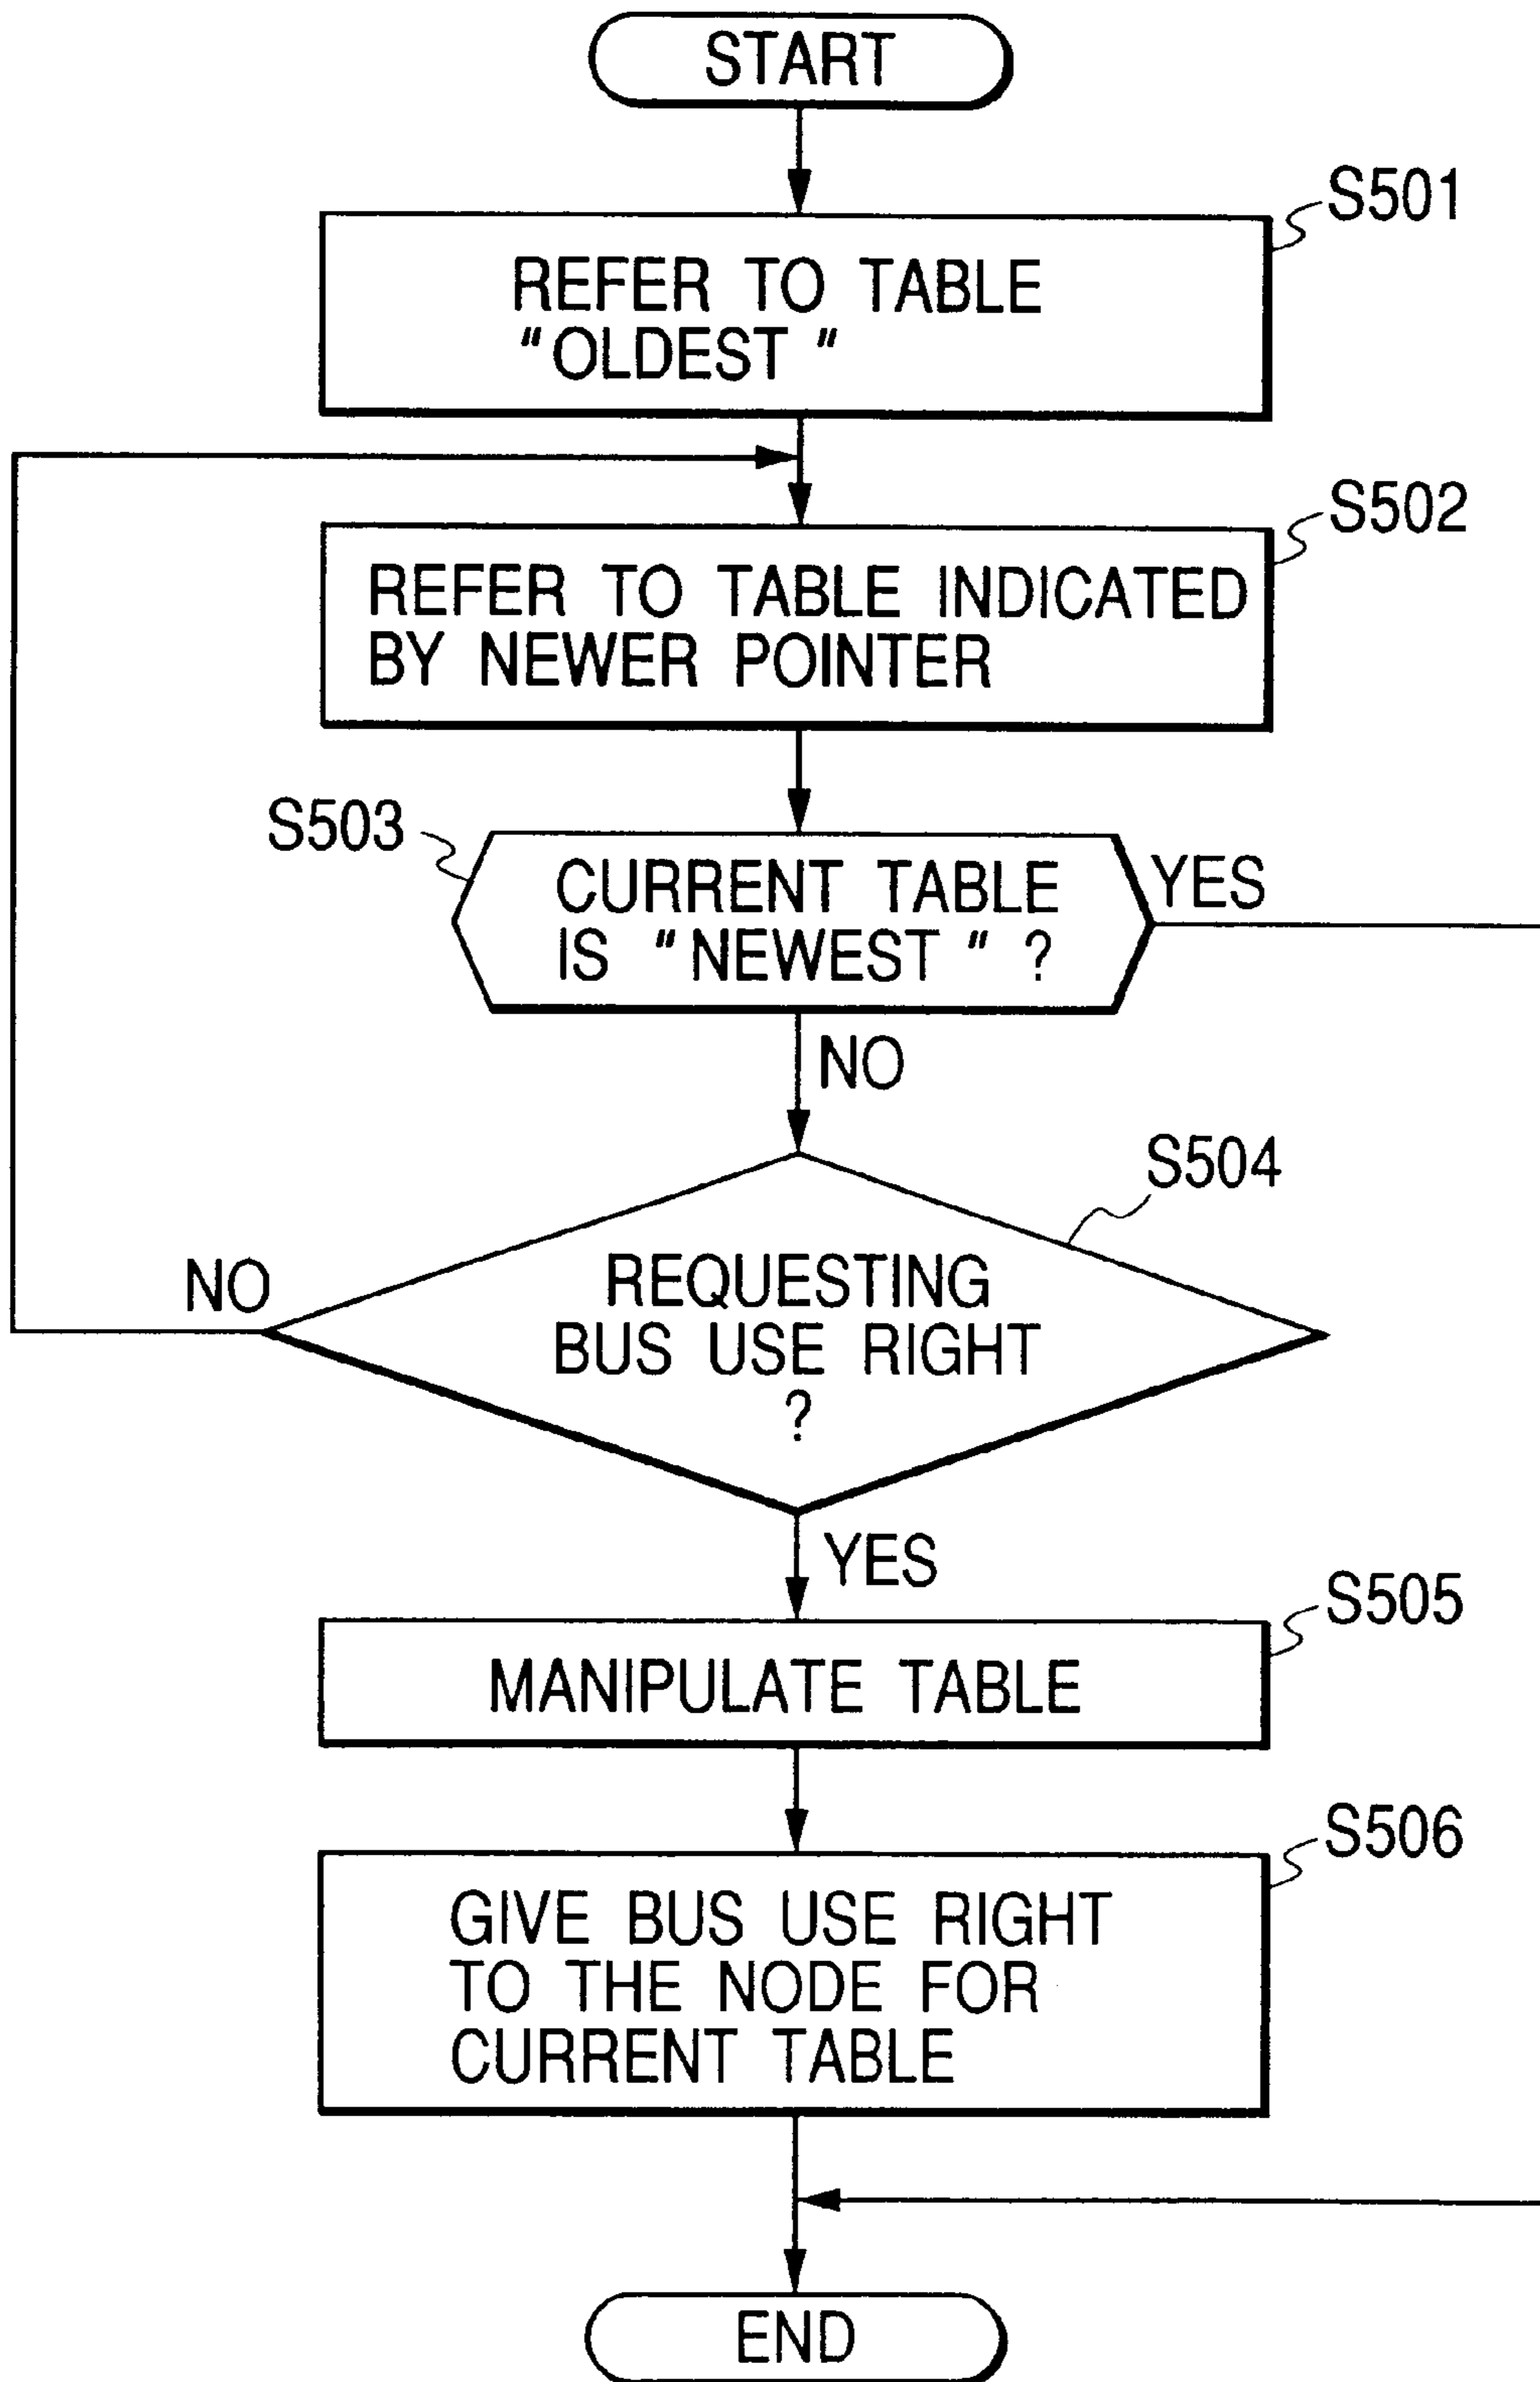 START
S501
REFER TO TABLE
"OLDEST "
S502
REFER TO TABLE INDICATED
BY NEWER POINTER
S503
CURRENT TABLE
IS "NEWEST " ?
YES
NO
S504
REQUESTING
BUS USE RIGHT
?
NO
YES
S505
MANIPULATE TABLE
S506
GIVE BUS USE RIGHT
TO THE NODE FOR
CURRENT TABLE
END